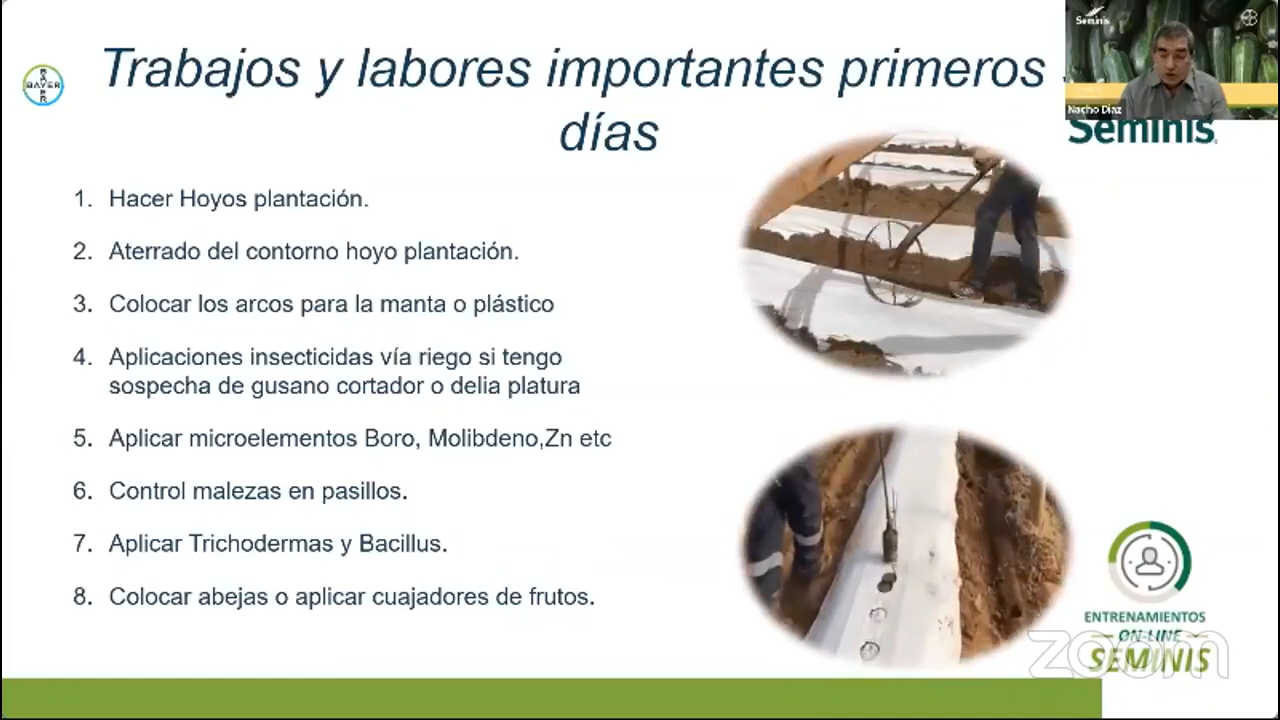 Trabajos y labores importantes primeros
días
BAYER
Seminis
Nacho Diaz
Seminis
1. Hacer Hoyos plantación.
2. Aterrado del contorno hoyo plantación.
3. Colocar los arcos para la manta o plástico
4. Aplicaciones insecticidas vía riego si tengo
sospecha de gusano cortador o delia platura
5. Aplicar microelementos Boro, Molibdeno,Zn etc
6. Control malezas en pasillos.
7. Aplicar Trichodermas y Bacillus.
8. Colocar abejas o aplicar cuajadores de frutos.
ENTRENAMIENTOS
ON-LINE
SEMINIS
zoom